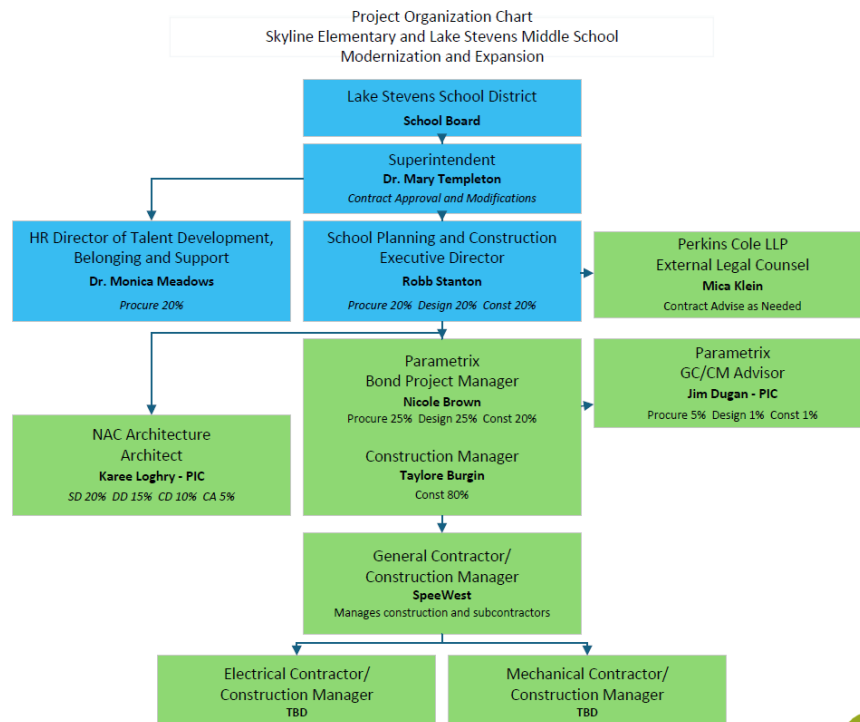 Project Organization Chart
Skyline Elementary and Lake Stevens Middle School
Modernization and Expansion
Lake Stevens School District
School Board
Superintendent
Dr. Mary Templeton
Contract Approval and Modifications
HR Director of Talent Development,
Belonging and Support
Dr. Monica Meadows
Procure 20%
School Planning and Construction
Executive Director
Robb Stanton
Procure 20% Design 20% Const 20%
Perkins Cole LLP
External Legal Counsel
Mica Klein
Contract Advise as Needed
Parametrix
Bond Project Manager
Nicole Brown
Procure 25% Design 25% Const 20%
Construction Manager
Taylore Burgin
Const 80%
Parametrix
GC/CM Advisor
Jim Dugan - PIC
Procure 5% Design 1% Const 1%
NAC Architecture
Architect
Karee Loghry - PIC
SD 20% DD 15% CD 10% CA 5%
General Contractor/
Construction Manager
SpeeWest
Manages construction and subcontractors
Electrical Contractor/
Construction Manager
TBD
Mechanical Contractor/
Construction Manager
TBD